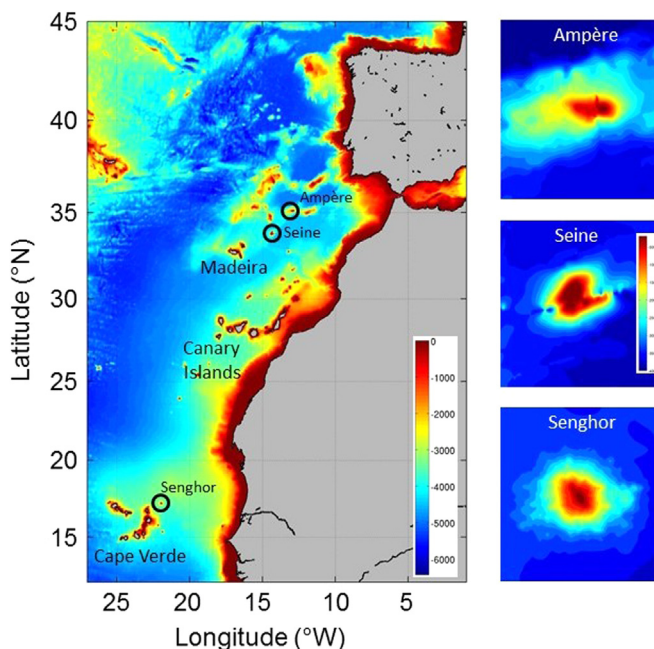 45
40
35
30
25
20
15
Latitude (°N)
Ampère
Seine
Madeira
Canary
Islands
Senghor
Cape Verde
0
-1000
-2000
-3000
-4000
-5000
-6000
25
20
15
10
5
Longitude (°W)
Ampère
Seine
Senghor